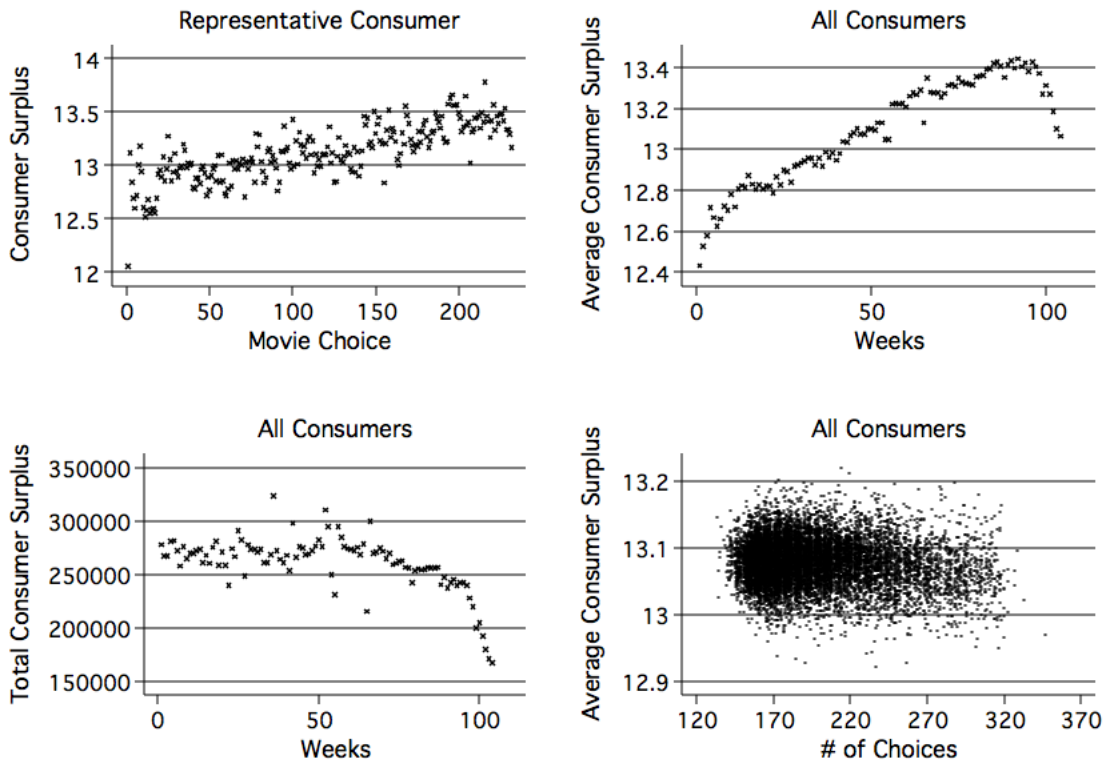 Representative Consumer
Consumer Surplus
14
13.5
13
12.5
12
0 50 100 150 200
Movie Choice
All Consumers
Average Consumer Surplus
13.4
13.2
13
12.8
12.6
12.4
0 50 100
Weeks
All Consumers
Total Consumer Surplus
350000
300000
250000
200000
150000
0 50 100
Weeks
All Consumers
Average Consumer Surplus
13.2
13.1
13
12.9
120 170 220 270 320 370
# of Choices